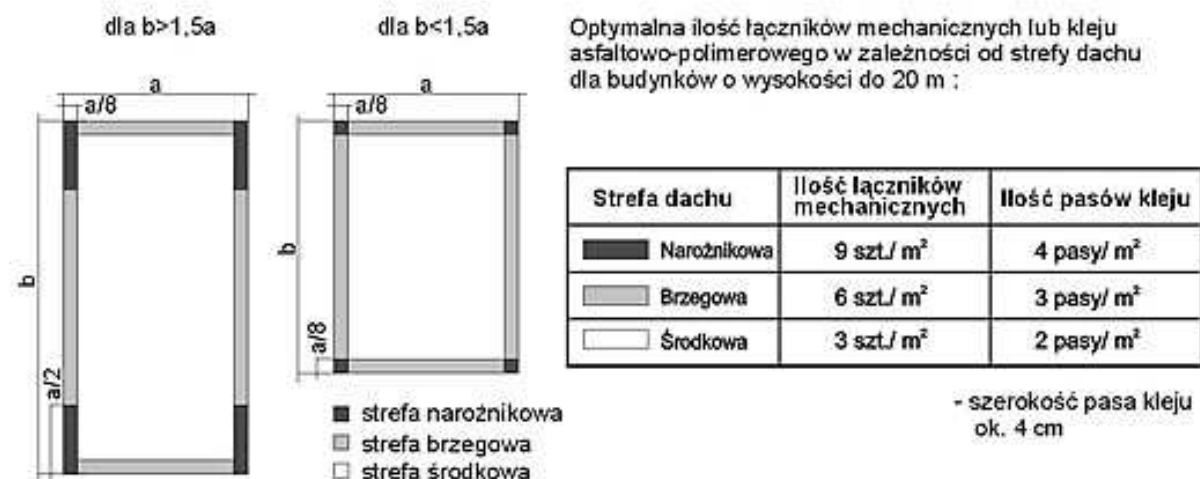 dla b>1,5a
dla b<1,5a
Optymalna ilość łączników mechanicznych lub kleju
asfaltowo-polimerowego w zależności od strefy dachu
dla budynków o wysokości do 20 m :
a
a/8
b
a/2
a
a/8
b
a/8
Strefa dachu
Ilość łączników mechanicznych
Ilość pasów kleju
Narożnikowa
9 szt./ m²
4 pasy/ m²
Brzegowa
6 szt./ m²
3 pasy/ m²
Środkowa
3 szt./ m²
2 pasy/ m²
strefa narożnikowa
strefa brzegowa
strefa środkowa
- szerokość pasa kleju
ok. 4 cm